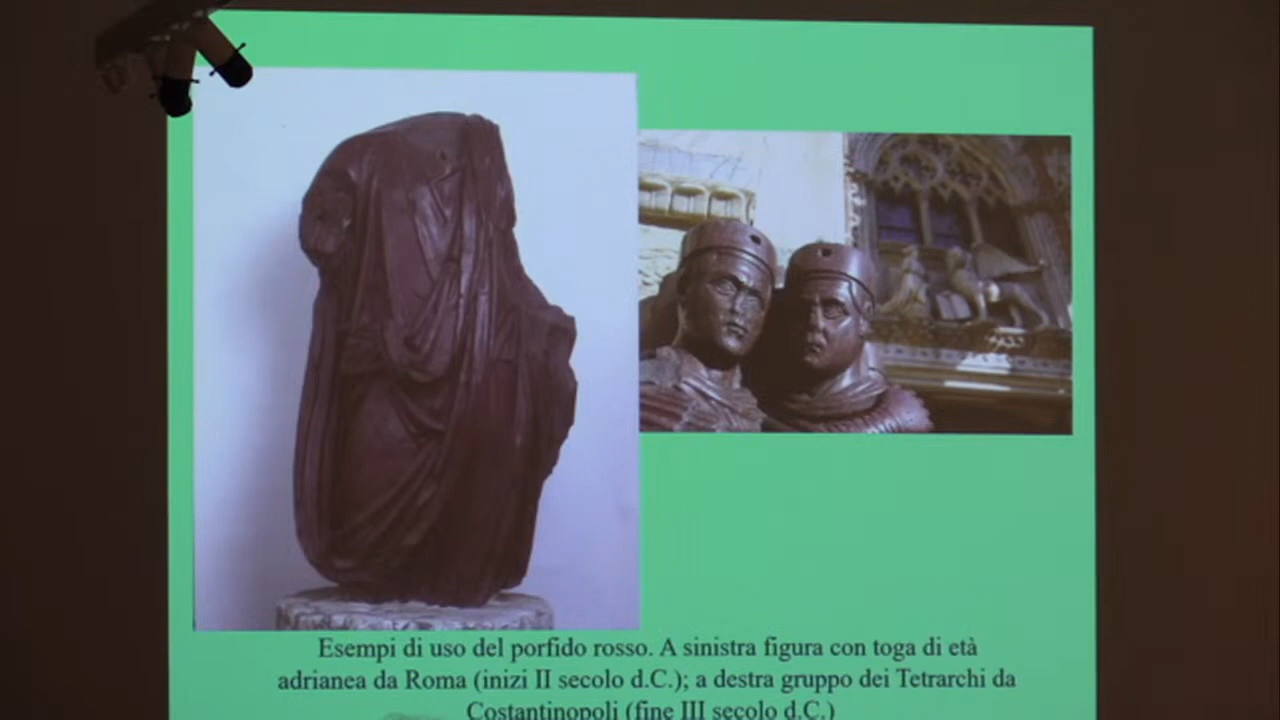 Esempi di uso del porfido rosso. A sinistra figura con toga di età
adrianea da Roma (inizi II secolo d.C.); a destra gruppo dei Tetrarchi da
Costantinopoli (fine III secolo d.C.)